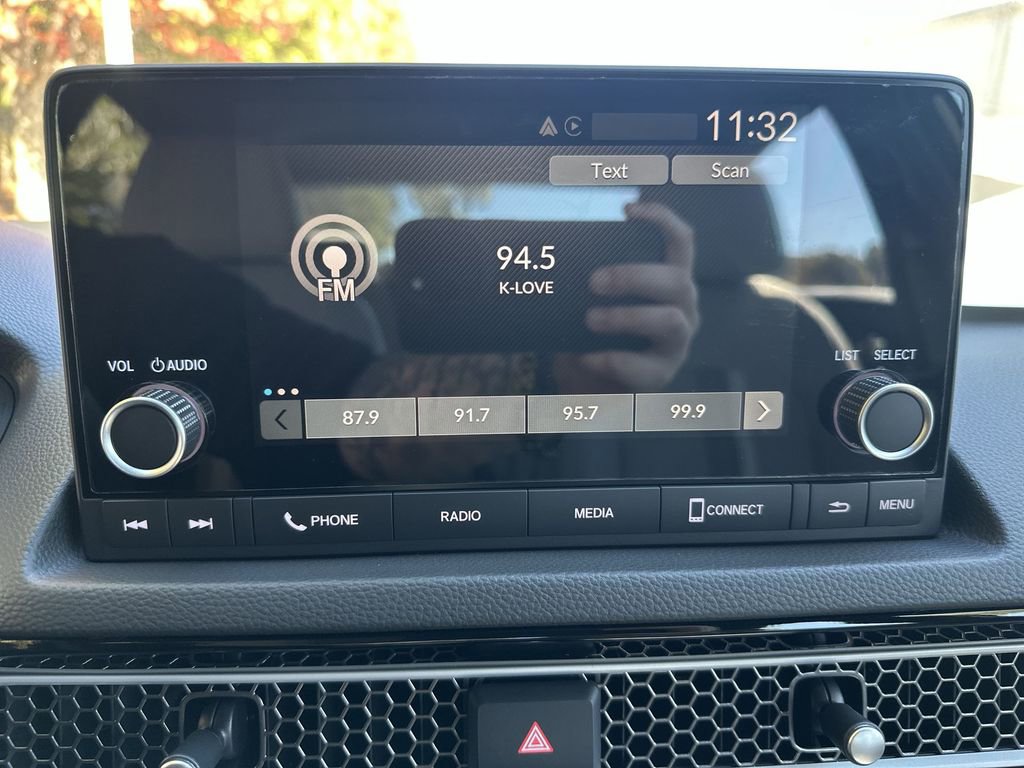 11:32
Text Scan
94.5
FM
K-LOVE
VOL AUDIO
LIST SELECT
87.9 91.7 95.7 99.9
PHONE RADIO MEDIA CONNECT MENU